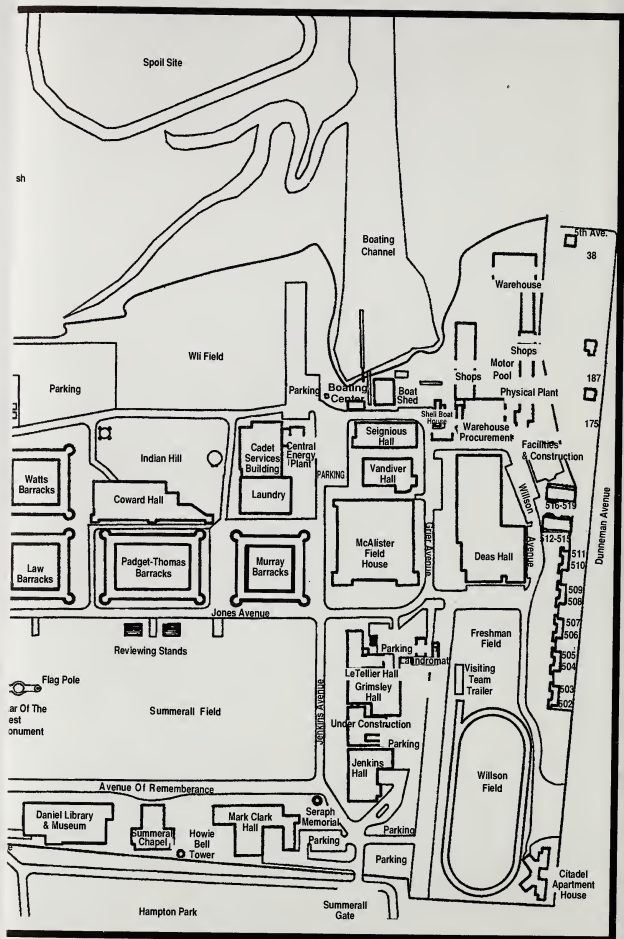 Spoil Site
sh
Boating
Channel
5th Ave.
38
Warehouse
Wli Field
Shops
Motor
Pool
187
Parking
Parking
Boating
Center
Boat
Shed
Shops
Physical Plant
175
Shell Boat
House
Warehouse
Procurement
Seignious
Hall
Facilities
& Construction
Indian Hill
Cadet
Services
Building
Central
Energy
Plant
PARKING
Vandiver
Hall
Watts
Barracks
Coward Hall
Laundry
Willson
Avenue
516-519
Dunneman Avenue
512-515
Law
Barracks
Padget-Thomas
Barracks
Murray
Barracks
McAlister
Field
House
Grier Avenue
Deas Hall
511
510
509
508
Jones Avenue
507
506
Reviewing Stands
Parking
Laundromat
Freshman
Field
505
504
LeTellier Hall
Grimsley
Hall
Visiting
Team
Trailer
503
502
Flag Pole
ar Of The
est
onument
Summerall Field
Jenkins Avenue
Under Construction
Parking
Jenkins
Hall
Willson
Field
Avenue Of Rememberance
Daniel Library
& Museum
Summerall
Chapel
Howie
Bell
Tower
Mark Clark
Hall
Seraph
Memorial
Parking
Parking
Parking
Citadel
Apartment
House
e
Hampton Park
Summerall
Gate